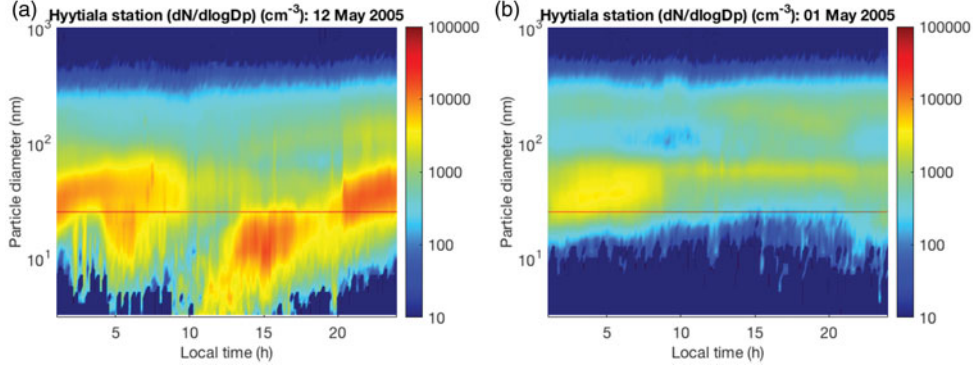 (a) Hyytiala station (dN/dlogDp) (cm⁻³): 12 May 2005
10³
10²
10¹
Particle diameter (nm)
5 10 15 20
Local time (h)
100000
10000
1000
100
10
(b) Hyytiala station (dN/dlogDp) (cm⁻³): 01 May 2005
10³
10²
10¹
Particle diameter (nm)
5 10 15 20
Local time (h)
100000
10000
1000
100
10